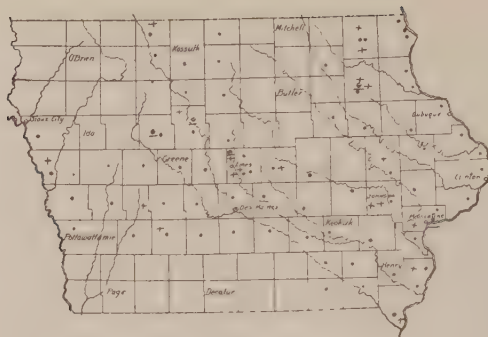 Mitchell
Kossuth
O'Brien
Butler
Dubuque
Sioux City
Ida
Greene
Ames
Clinton
Johnson
Des Moines
Muscatine
Keokuk
Pottawattamie
Henry
Page
Decatur